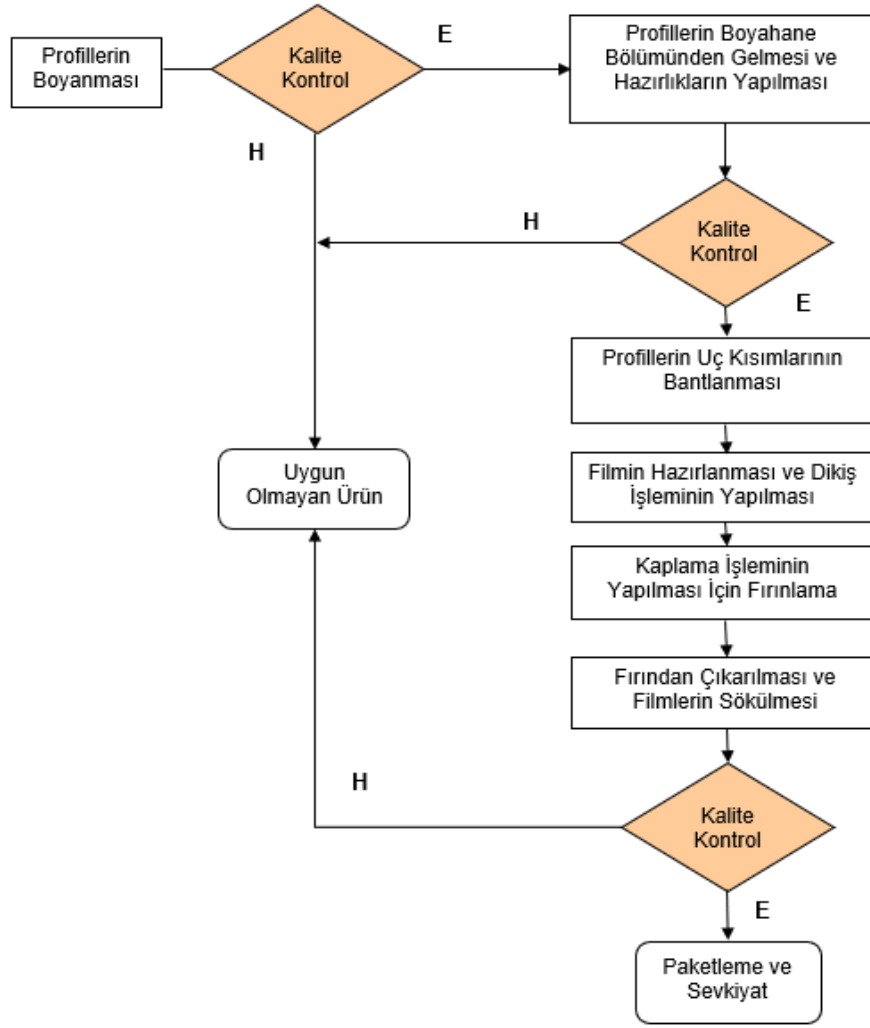 Profillerin
Boyanması
Kalite
Kontrol
E
Profillerin Boyahane
Bölümünden Gelmesi ve
Hazırlıkların Yapılması
H
Kalite
Kontrol
H
E
Profillerin Uç Kısımlarının
Bantlanması
Uygun
Olmayan Ürün
Filmin Hazırlanması ve Dikiş
İşleminin Yapılması
Kaplama İşleminin
Yapılması İçin Fırınlama
Fırından Çıkarılması ve
Filmlerin Sökülmesi
H
Kalite
Kontrol
E
Paketleme ve
Sevkiyat